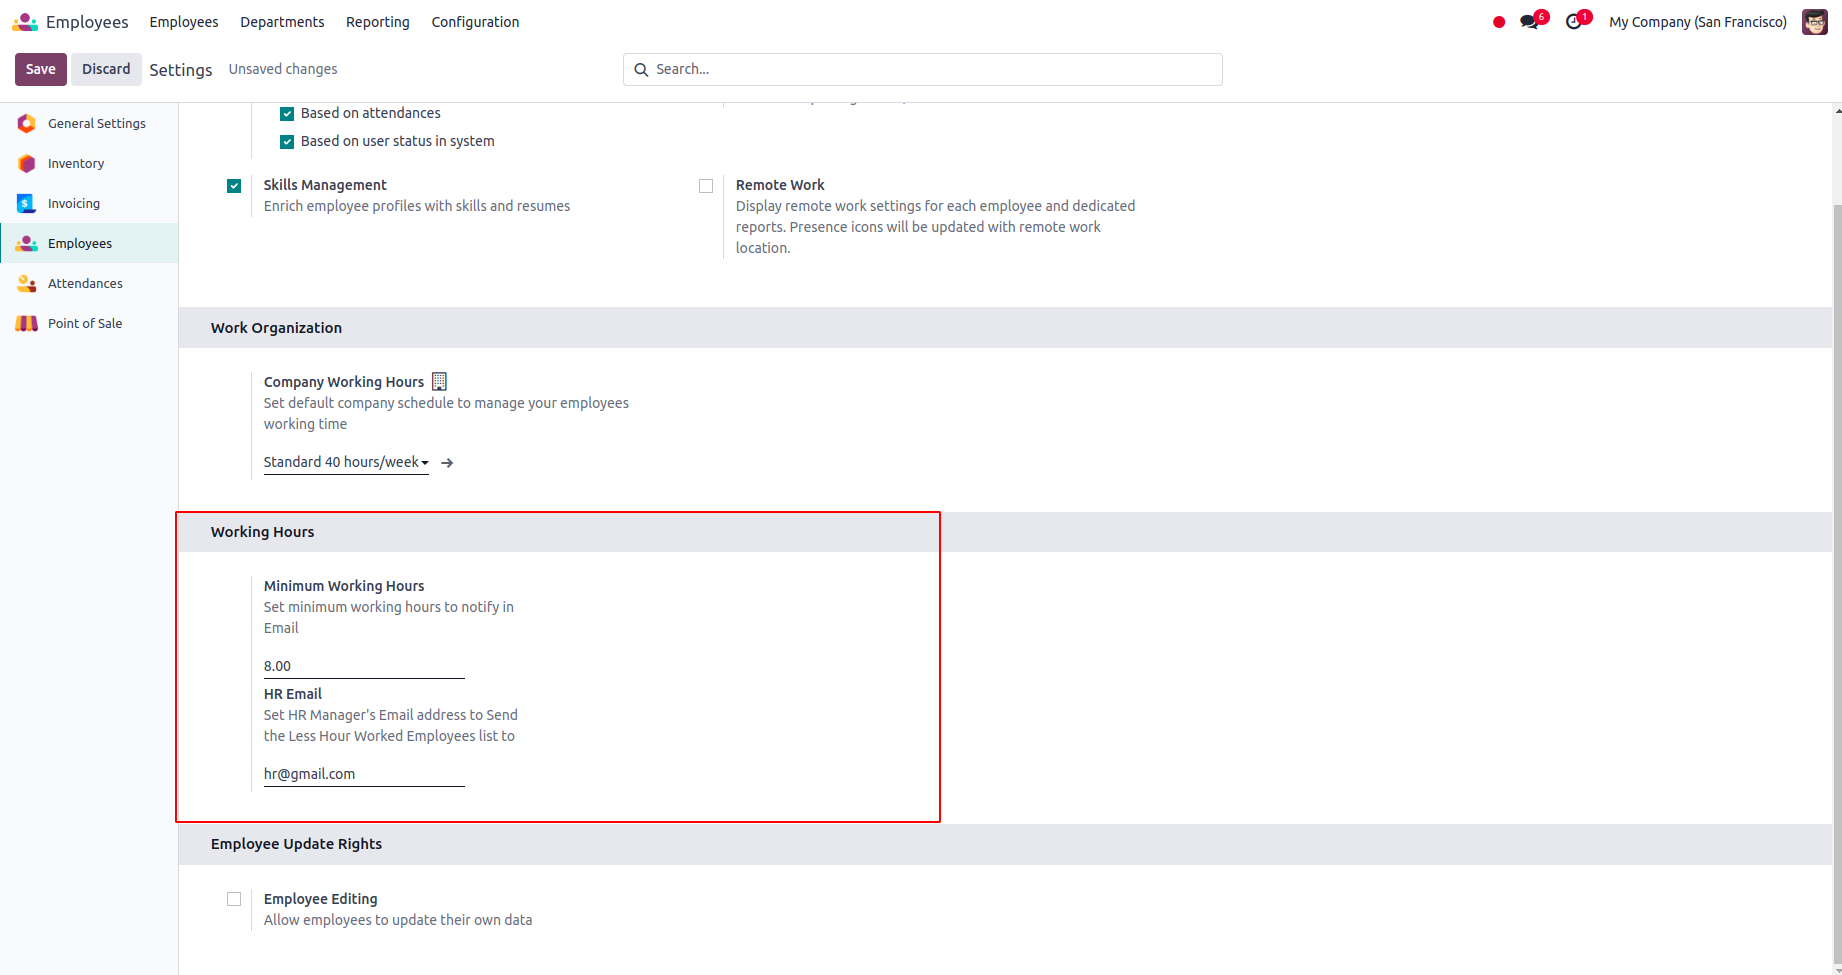 Employees Employees Departments Reporting Configuration 6 1 My Company (San Francisco)
Save Discard Settings Unsaved changes Search...
General Settings
Inventory
Invoicing
Employees
Attendances
Point of Sale
Based on attendances
Based on user status in system
Skills Management
Enrich employee profiles with skills and resumes
Remote Work
Display remote work settings for each employee and dedicated
reports. Presence icons will be updated with remote work
location.
Work Organization
Company Working Hours
Set default company schedule to manage your employees
working time
Standard 40 hours/week
Working Hours
Minimum Working Hours
Set minimum working hours to notify in
Email
8.00
HR Email
Set HR Manager's Email address to Send
the Less Hour Worked Employees list to
hr@gmail.com
Employee Update Rights
Employee Editing
Allow employees to update their own data